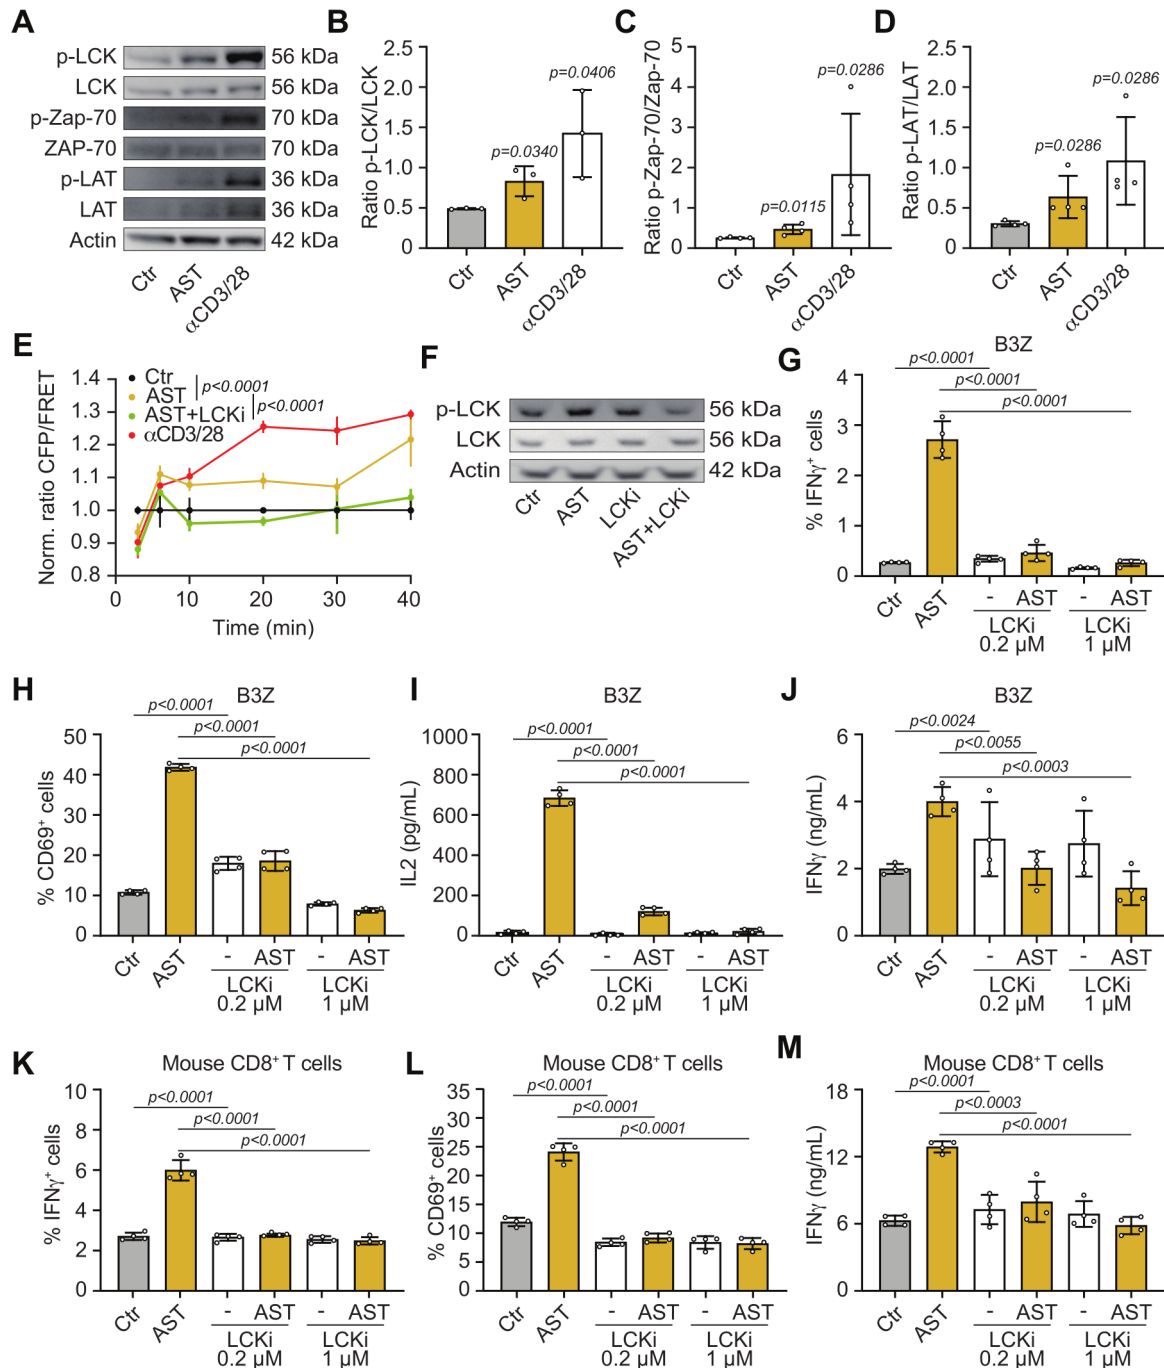 A
p-LCK 56 kDa
LCK 56 kDa
p-Zap-70 70 kDa
ZAP-70 70 kDa
p-LAT 36 kDa
LAT 36 kDa
Actin 42 kDa
Ctr AST αCD3/28
B
Ratio p-LCK/LCK
2.5
2.0
1.5
1.0
0.5
0
p=0.0340
p=0.0406
Ctr AST αCD3/28
C
Ratio p-Zap-70/Zap-70
5
4
3
2
1
0
p=0.0115
p=0.0286
Ctr AST αCD3/28
D
Ratio p-LAT/LAT
2.5
2.0
1.5
1.0
0.5
0
p=0.0286
p=0.0286
Ctr AST αCD3/28
E
Norm. ratio CFP/FRET
1.4
1.3
1.2
1.1
1.0
0.9
0.8
Ctr
AST
AST+LCKi
αCD3/28
p<0.0001
p<0.0001
0 10 20 30 40
Time (min)
F
p-LCK 56 kDa
LCK 56 kDa
Actin 42 kDa
Ctr AST LCKi AST+LCKi
G
B3Z
% IFNγ+ cells
4
3
2
1
0
p<0.0001
p<0.0001
p<0.0001
Ctr AST - AST - AST
LCKi LCKi
0.2 µM 1 µM
H
B3Z
% CD69+ cells
50
40
30
20
10
0
p<0.0001
p<0.0001
p<0.0001
Ctr AST - AST - AST
LCKi LCKi
0.2 µM 1 µM
I
B3Z
IL2 (pg/mL)
1000
800
600
400
200
0
p<0.0001
p<0.0001
p<0.0001
Ctr AST - AST - AST
LCKi LCKi
0.2 µM 1 µM
J
B3Z
IFNγ (ng/mL)
6
4
2
0
p<0.0024
p<0.0055
p<0.0003
Ctr AST - AST - AST
LCKi LCKi
0.2 µM 1 µM
K
Mouse CD8+ T cells
% IFNγ+ cells
10
8
6
4
2
0
p<0.0001
p<0.0001
p<0.0001
Ctr AST - AST - AST
LCKi LCKi
0.2 µM 1 µM
L
Mouse CD8+ T cells
% CD69+ cells
35
30
25
20
15
10
5
0
p<0.0001
p<0.0001
p<0.0001
Ctr AST - AST - AST
LCKi LCKi
0.2 µM 1 µM
M
Mouse CD8+ T cells
IFNγ (ng/mL)
18
12
6
0
p<0.0001
p<0.0003
p<0.0001
Ctr AST - AST - AST
LCKi LCKi
0.2 µM 1 µM